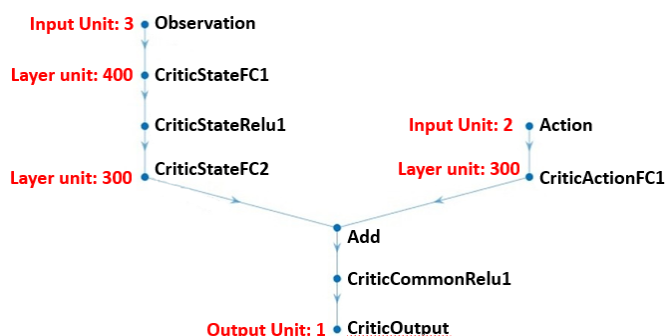 Input Unit: 3 Observation
Layer unit: 400 CriticStateFC1
CriticStateRelu1
Input Unit: 2 Action
Layer unit: 300 CriticStateFC2
Layer unit: 300 CriticActionFC1
Add
CriticCommonRelu1
Output Unit: 1 CriticOutput